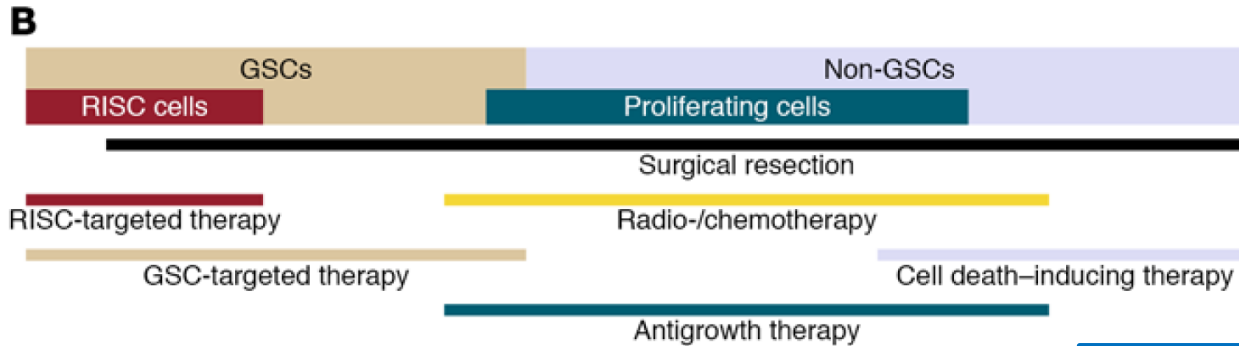 B
GSCs
Non-GSCs
RISC cells
Proliferating cells
Surgical resection
RISC-targeted therapy
Radio-/chemotherapy
GSC-targeted therapy
Cell death–inducing therapy
Antigrowth therapy